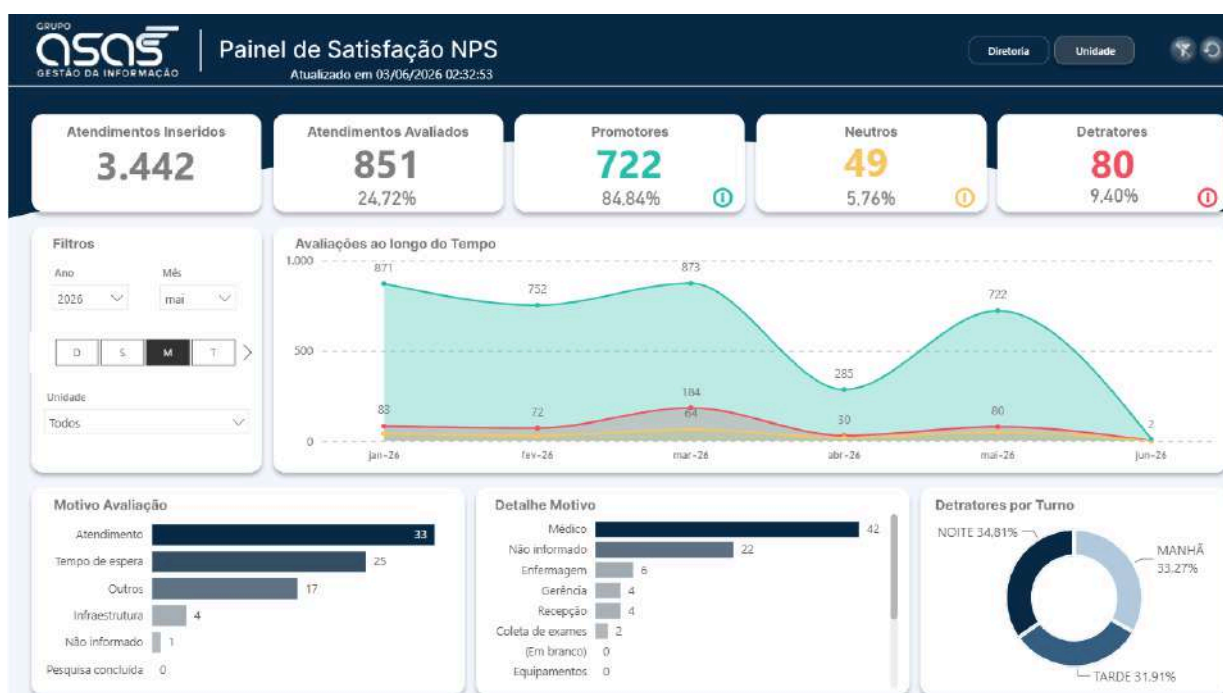 GRUPO
asas
GESTÃO DA INFORMAÇÃO
Painel de Satisfação NPS
Atualizado em 03/06/2026 02:32:53
Diretoria
Unidade
Atendimentos Inseridos
3.442
Atendimentos Avaliados
851
24,72%
Promotores
722
84,84%
Neutros
49
5,76%
Detratores
80
9,40%
Filtros
Ano
Mês
2026
mai
D S M T
Unidade
Todos
Avaliações ao longo do Tempo
1.000
500
0
871
752
873
285
722
2
83
72
184
64
30
80
jan-26
fev-26
mar-26
abr-26
mai-26
jun-26
Motivo Avaliação
Atendimento 33
Tempo de espera 25
Outros 17
Infraestrutura 4
Não informado 1
Pesquisa concluída 0
Detalhe Motivo
Médico 42
Não informado 22
Enfermagem 6
Gerência 4
Recepção 4
Coleta de exames 2
(Em branco) 0
Equipamentos 0
Detratores por Turno
NOITE 34,81%
MANHÃ
33,27%
TARDE 31,91%